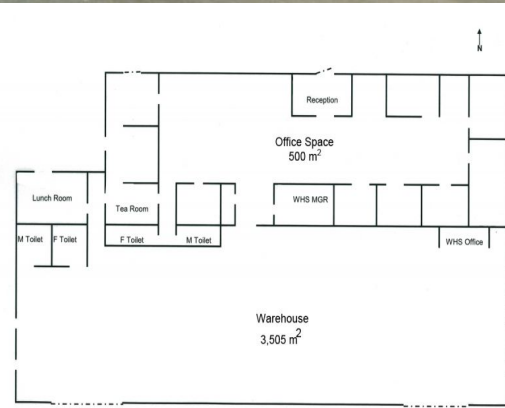 N
Reception
Office Space
500 m²
Lunch Room
Tea Room
WHS MGR
M Toilet
F Toilet
F Toilet
M Toilet
WHS Office
Warehouse
3,505 m²